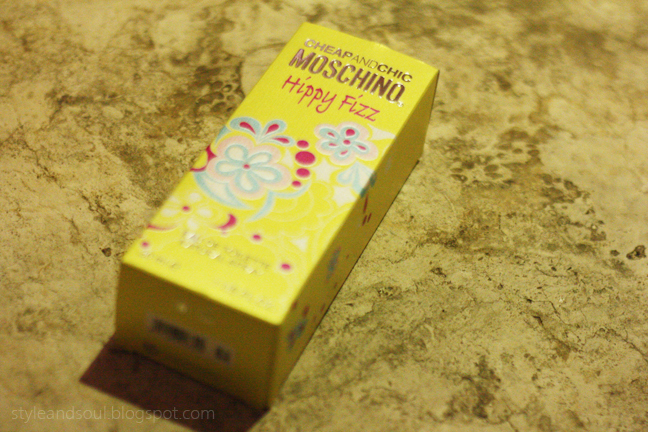 CHEAPANDCHIC
MOSCHINO.
Hippy Fizz
styleandsoul.blogspot.com